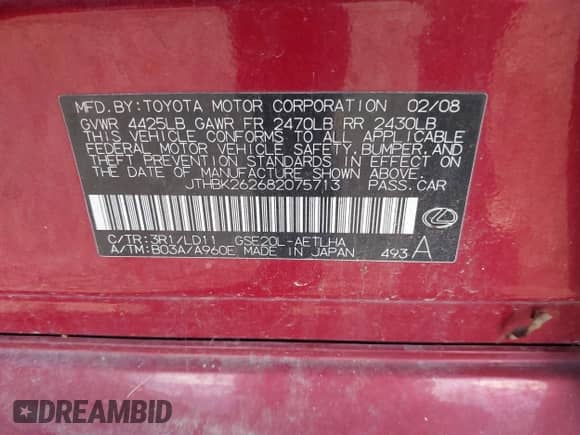 MFD.BY:TOYOTA MOTOR CORPORATION 02/08
GVWR 4425LB GAWR FR 2470LB RR 2430LB
THIS VEHICLE CONFORMS TO ALL APPLICABLE
FEDERAL MOTOR VEHICLE SAFETY,BUMPER,AND
THEFT PREVENTION STANDARDS IN EFFECT ON
THE DATE OF MANUFACTURE SHOWN ABOVE.
JTHBK262682075713 PASS.CAR
C/TR:3R1/LD11 GSE20L-AETLHA
A/TM:B03A/A960E MADE IN JAPAN 493 A
DREAMBID